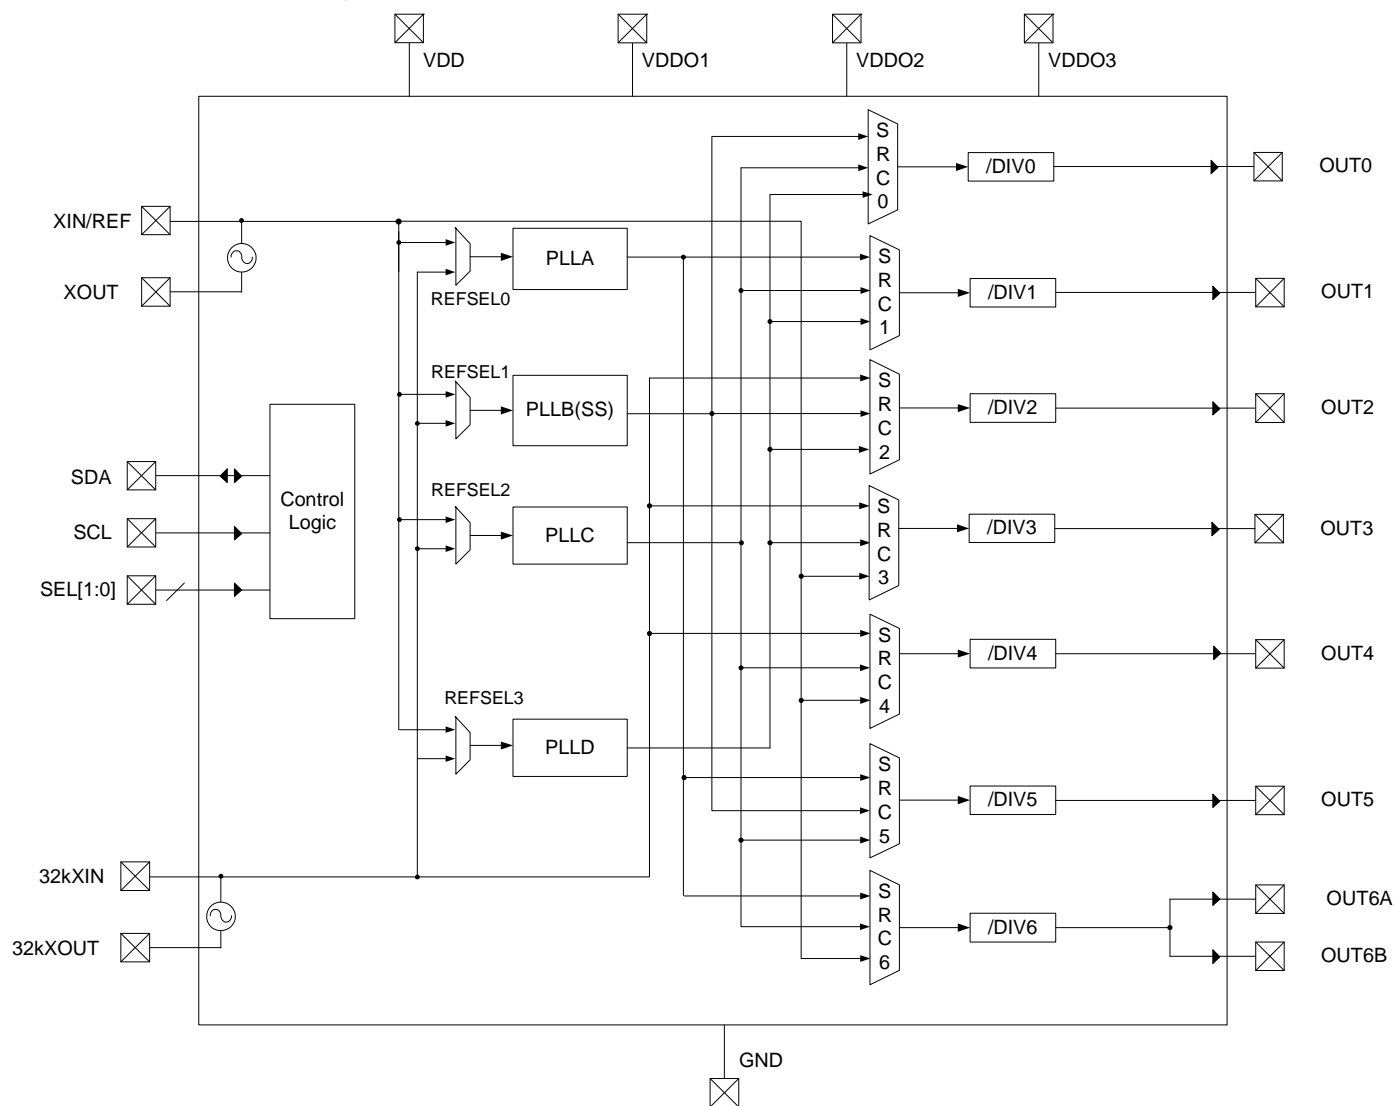 VDD
VDDO1
VDDO2
VDDO3
S
R
C
0
/DIV0
OUT0
XIN/REF
XOUT
REFSEL0
PLLA
S
R
C
1
/DIV1
OUT1
REFSEL1
PLLB(SS)
S
R
C
2
/DIV2
OUT2
SDA
SCL
SEL[1:0]
Control
Logic
REFSEL2
PLLC
S
R
C
3
/DIV3
OUT3
S
R
C
4
/DIV4
OUT4
REFSEL3
PLLD
S
R
C
5
/DIV5
OUT5
32kXIN
32kXOUT
S
R
C
6
/DIV6
OUT6A
OUT6B
GND